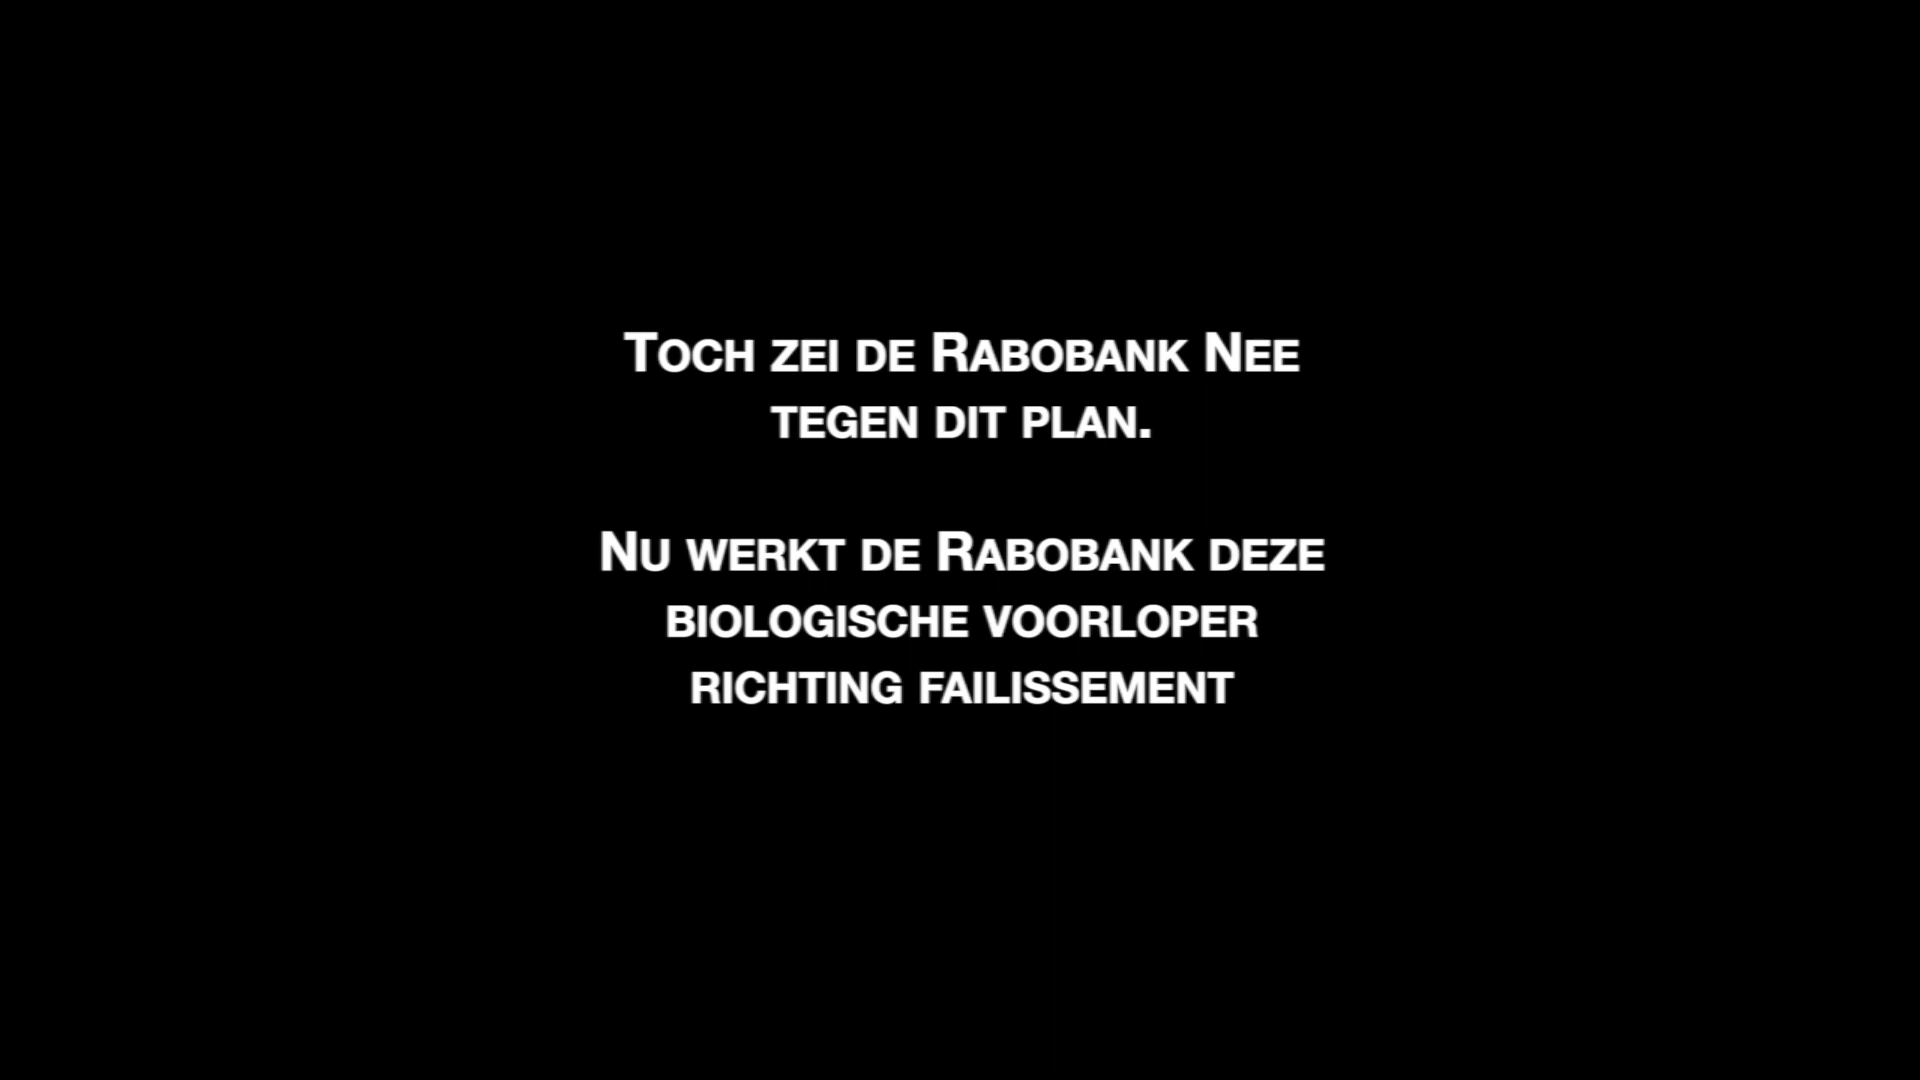 Toch zei de Rabobank Nee
tegen dit plan.
Nu werkt de Rabobank deze
biologische voorloper
richting failissement